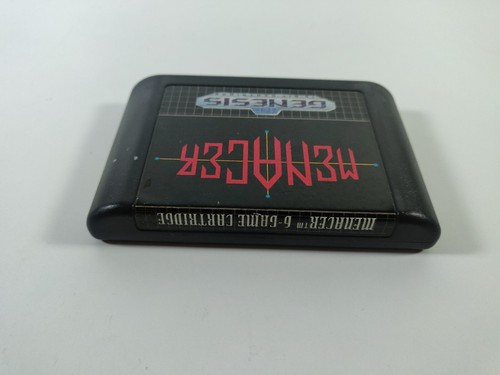 MENACER™ 6-GAME CARTRIDGE
MENACER
GENESIS